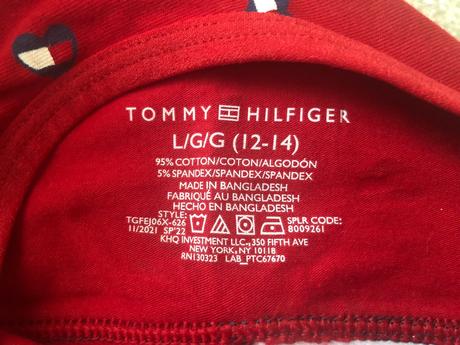 TOMMY HILFIGER
L/G/G (12-14)
95% COTTON/COTON/ALGODÓN
5% SPANDEX/SPANDEX/SPANDEX
MADE IN BANGLADESH
FABRIQUÉ AU BANGLADESH
HECHO EN BANGLADESH
STYLE:
TGFEJ06X-626
11/2021 SP'22
SPLR CODE:
8009261
KHQ INVESTMENT LLC., 350 FIFTH AVE
NEW YORK, NY 10118
RN130323 LAB_PTC67670